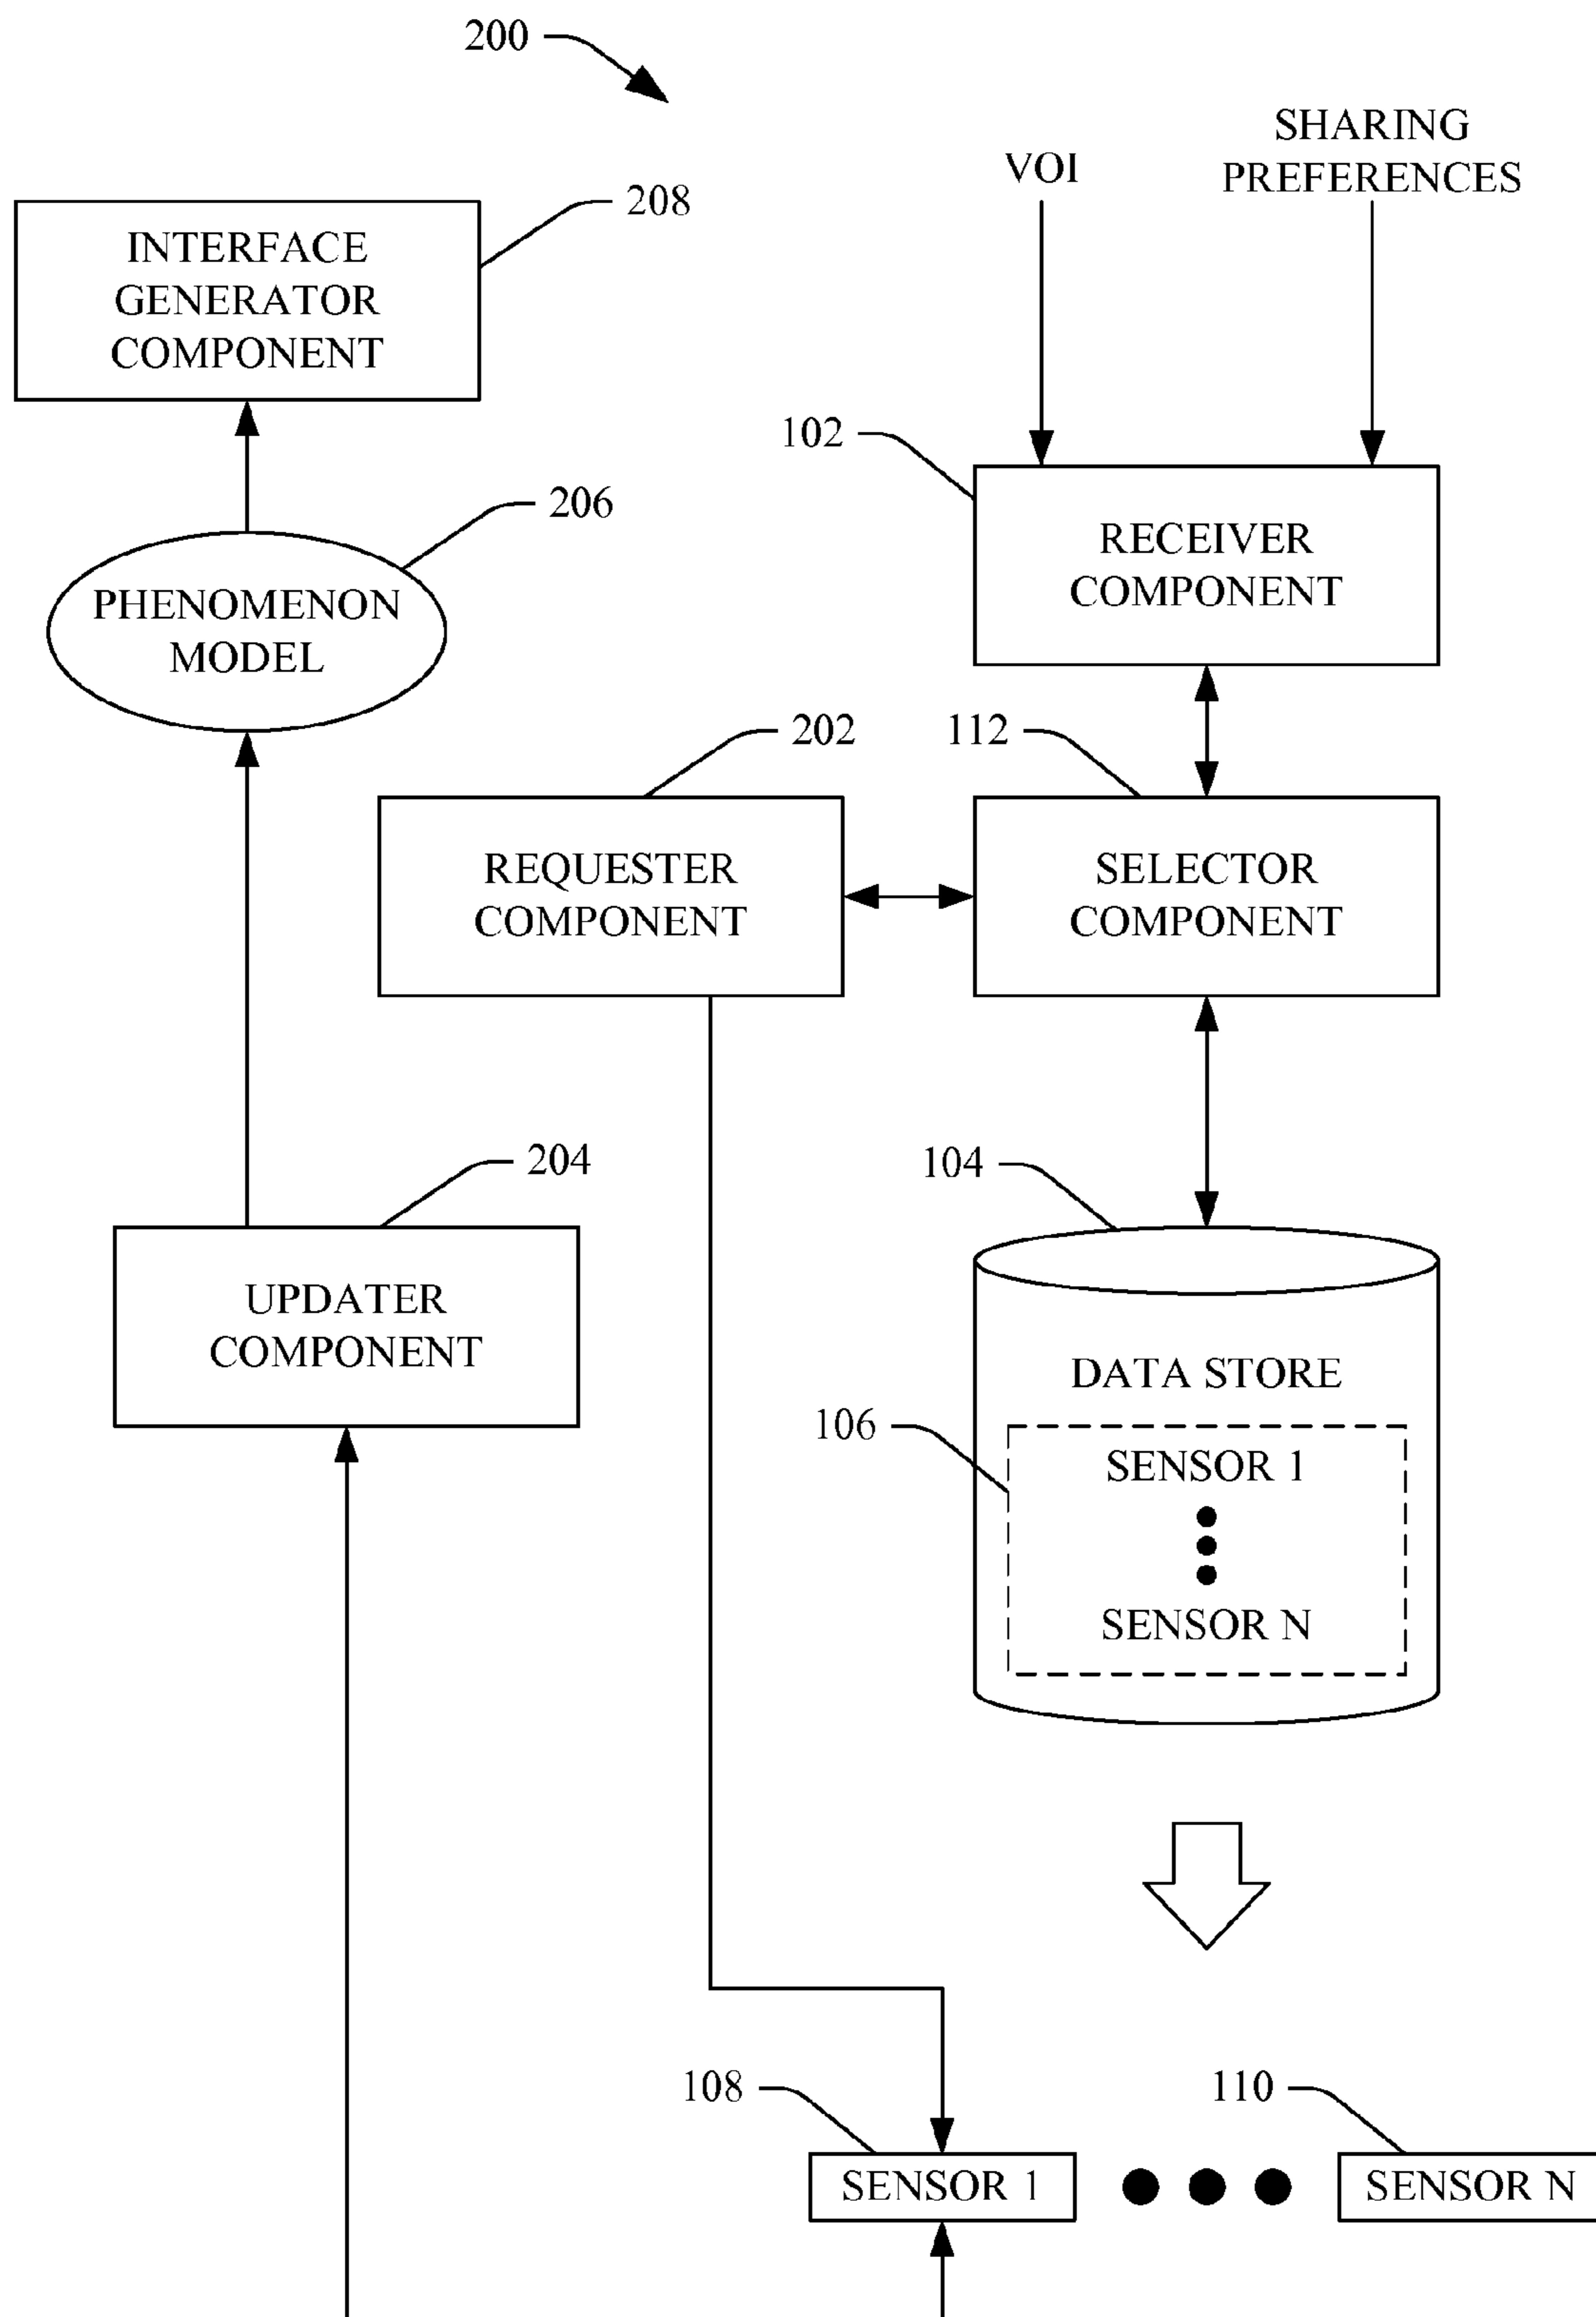 200
SHARING
PREFERENCES
VOI
208
INTERFACE
GENERATOR
COMPONENT
102
206
RECEIVER
COMPONENT
PHENOMENON
MODEL
202
112
REQUESTER
COMPONENT
SELECTOR
COMPONENT
204
104
UPDATER
COMPONENT
DATA STORE
106
SENSOR 1
SENSOR N
108
110
SENSOR 1
SENSOR N